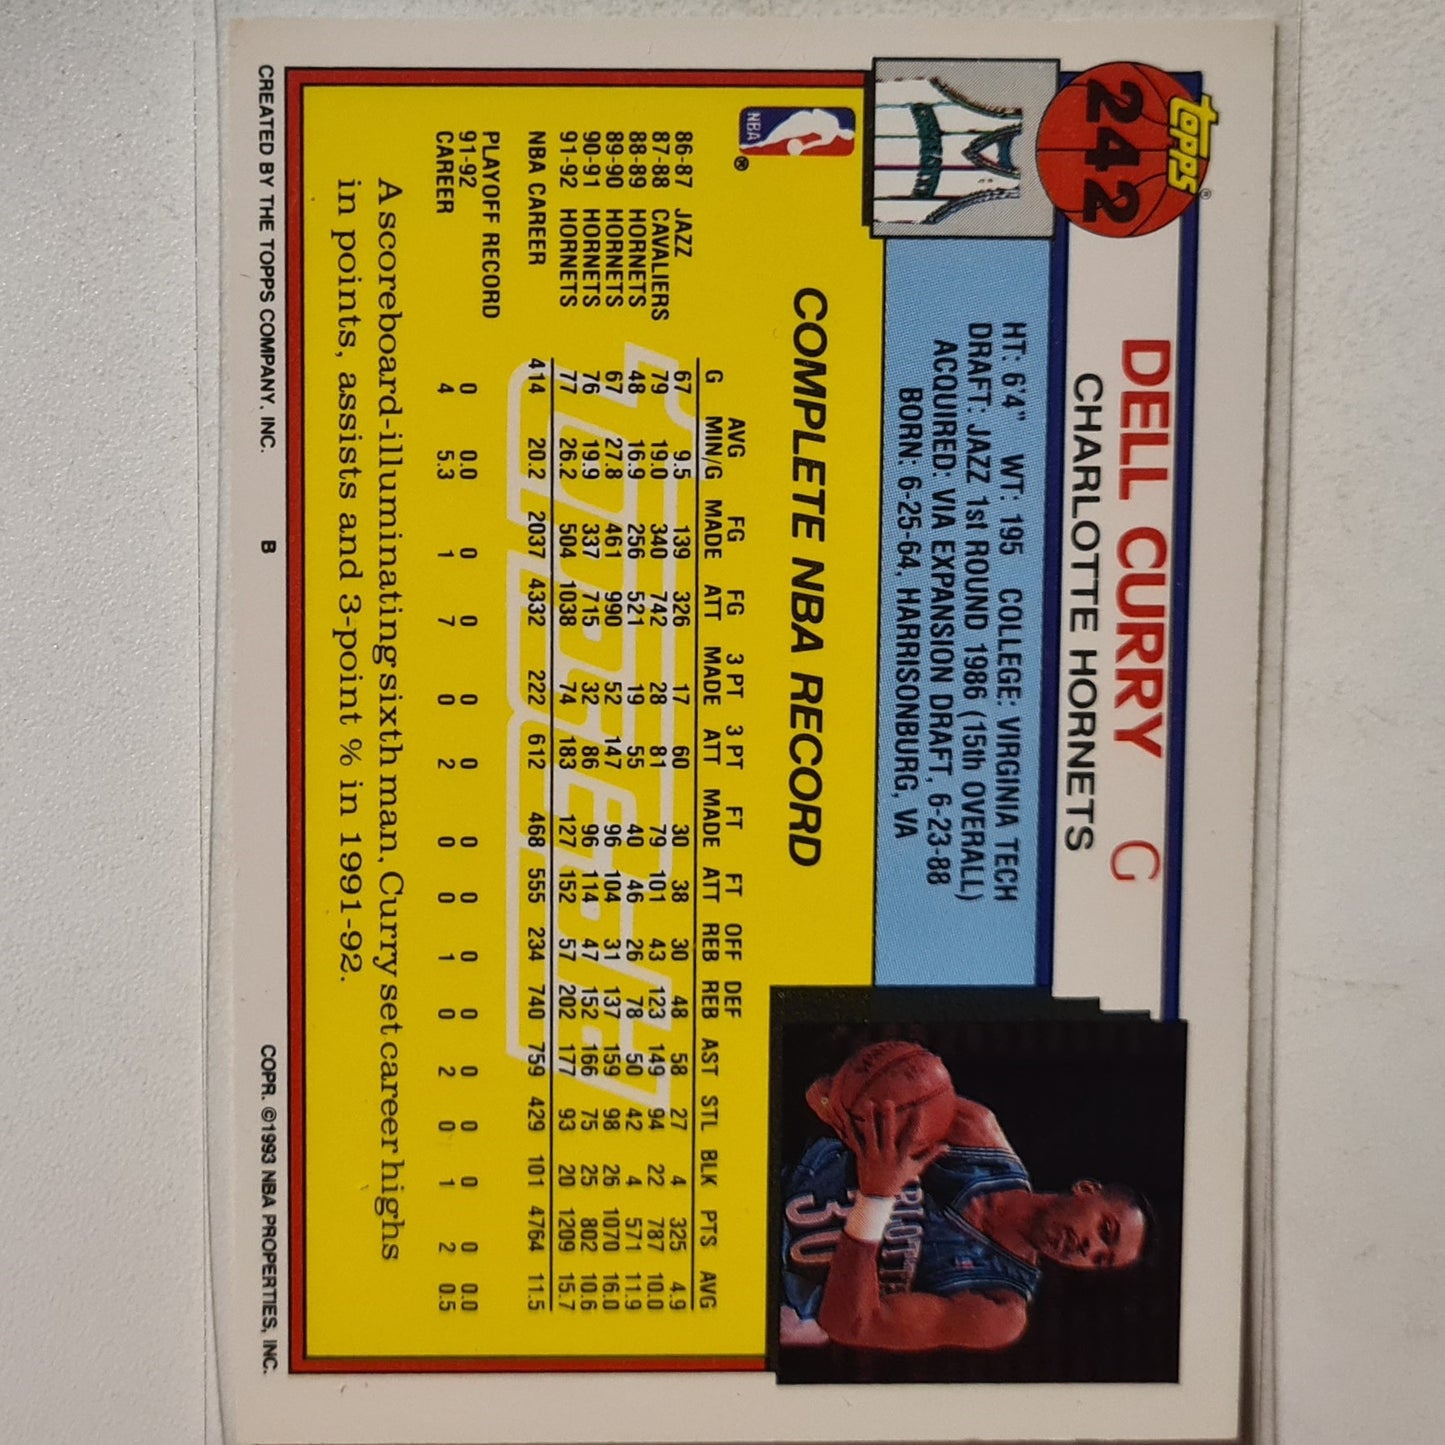 topps®
242
DELL CURRY G
CHARLOTTE HORNETS
HT: 6'4" WT: 195 COLLEGE: VIRGINIA TECH
DRAFT: JAZZ 1st ROUND 1986 (15th OVERALL)
ACQUIRED: VIA EXPANSION DRAFT, 6-23-88
BORN: 6-25-64, HARRISONBURG, VA
30
NBA ®
COMPLETE NBA RECORD
AVG FG FG 3 PT 3 PT FT FT OFF DEF
G MIN/G MADE ATT MADE ATT MADE ATT REB REB AST STL BLK PTS AVG
86-87 JAZZ 67 9.5 139 326 17 60 30 38 30 48 58 27 4 325 4.9
87-88 CAVALIERS 79 19.0 340 742 28 81 79 101 43 123 149 94 22 787 10.0
88-89 HORNETS 48 16.9 256 521 19 55 40 46 26 78 50 42 4 571 11.9
89-90 HORNETS 67 27.8 461 990 52 147 96 104 31 137 159 98 26 1070 16.0
90-91 HORNETS 76 19.9 337 715 32 86 96 114 47 152 166 75 25 802 10.6
91-92 HORNETS 77 26.2 504 1038 74 183 127 152 57 202 177 93 20 1209 15.7
NBA CAREER 414 20.2 2037 4332 222 612 468 555 234 740 759 429 101 4764 11.5
PLAYOFF RECORD
91-92 0 0.0 0 0 0 0 0 0 0 0 0 0 0 0 0.0
CAREER 4 5.3 1 7 0 2 0 0 1 0 2 0 1 2 0.5
A scoreboard-illuminating sixth man, Curry set career highs
in points, assists and 3-point % in 1991-92.
CREATED BY THE TOPPS COMPANY, INC. B COPR. ©1993 NBA PROPERTIES, INC.